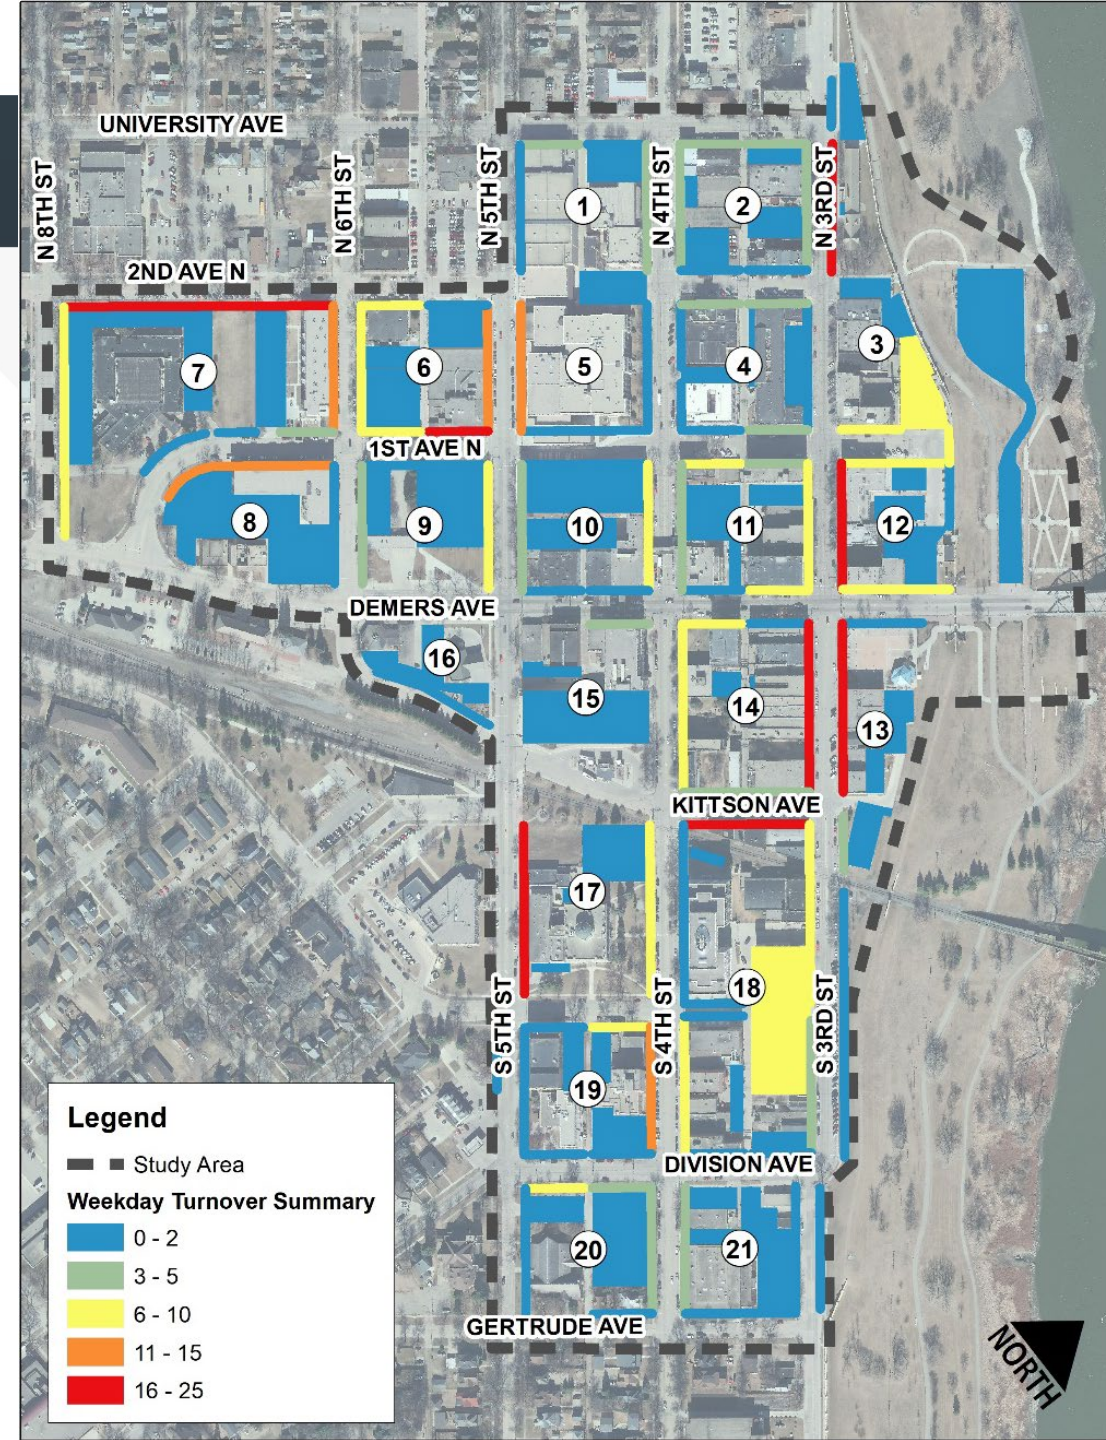 UNIVERSITY AVE
N 8TH ST
N 6TH ST
N 5TH ST
N 4TH ST
N 3RD ST
1
2
2ND AVE N
3
4
5
6
7
1ST AVE N
8
9
10
11
12
DEMERS AVE
16
15
14
13
KITTSON AVE
17
18
S 5TH ST
S 4TH ST
S 3RD ST
19
DIVISION AVE
20
21
GERTRUDE AVE
Legend
Study Area
Weekday Turnover Summary
0 - 2
3 - 5
6 - 10
11 - 15
16 - 25
NORTH